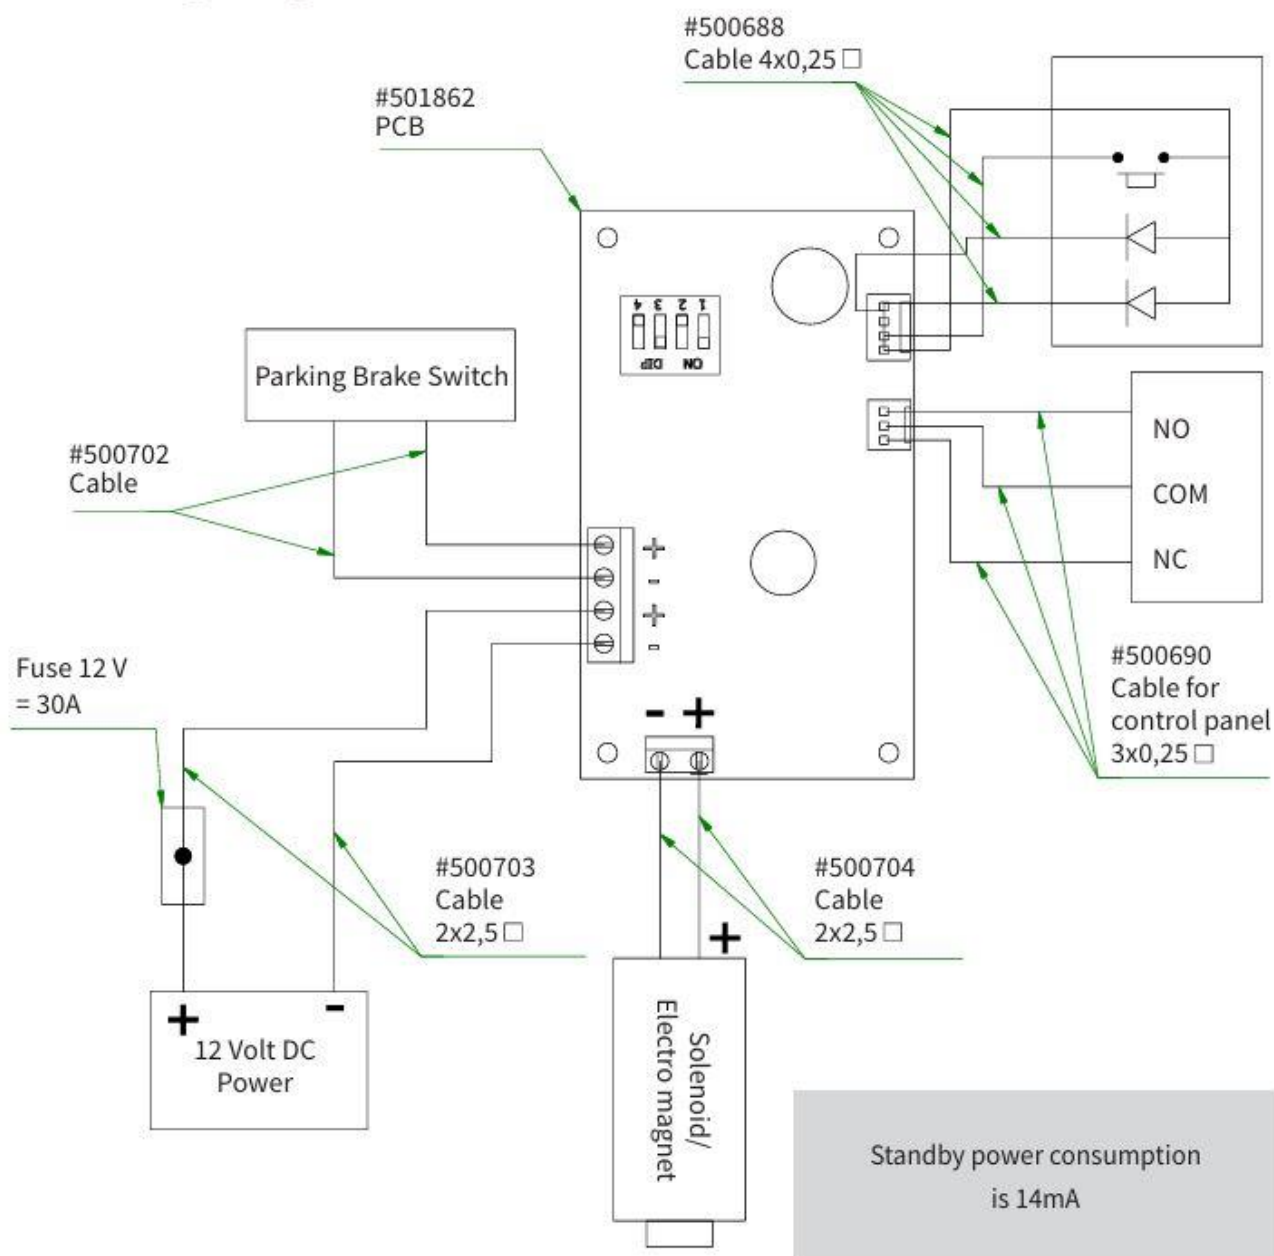 #500688
Cable 4x0,25 □
#501862
PCB
4 3 2 1
DIP ON
Parking Brake Switch
#500702
Cable
NO
COM
NC
+
-
+
-
Fuse 12 V
= 30A
#500690
Cable for
control panel
3x0,25 □
- +
#500703
Cable
2x2,5 □
#500704
Cable
2x2,5 □
+
+ -
12 Volt DC
Power
Solenoid/
Electro magnet
Standby power consumption
is 14mA